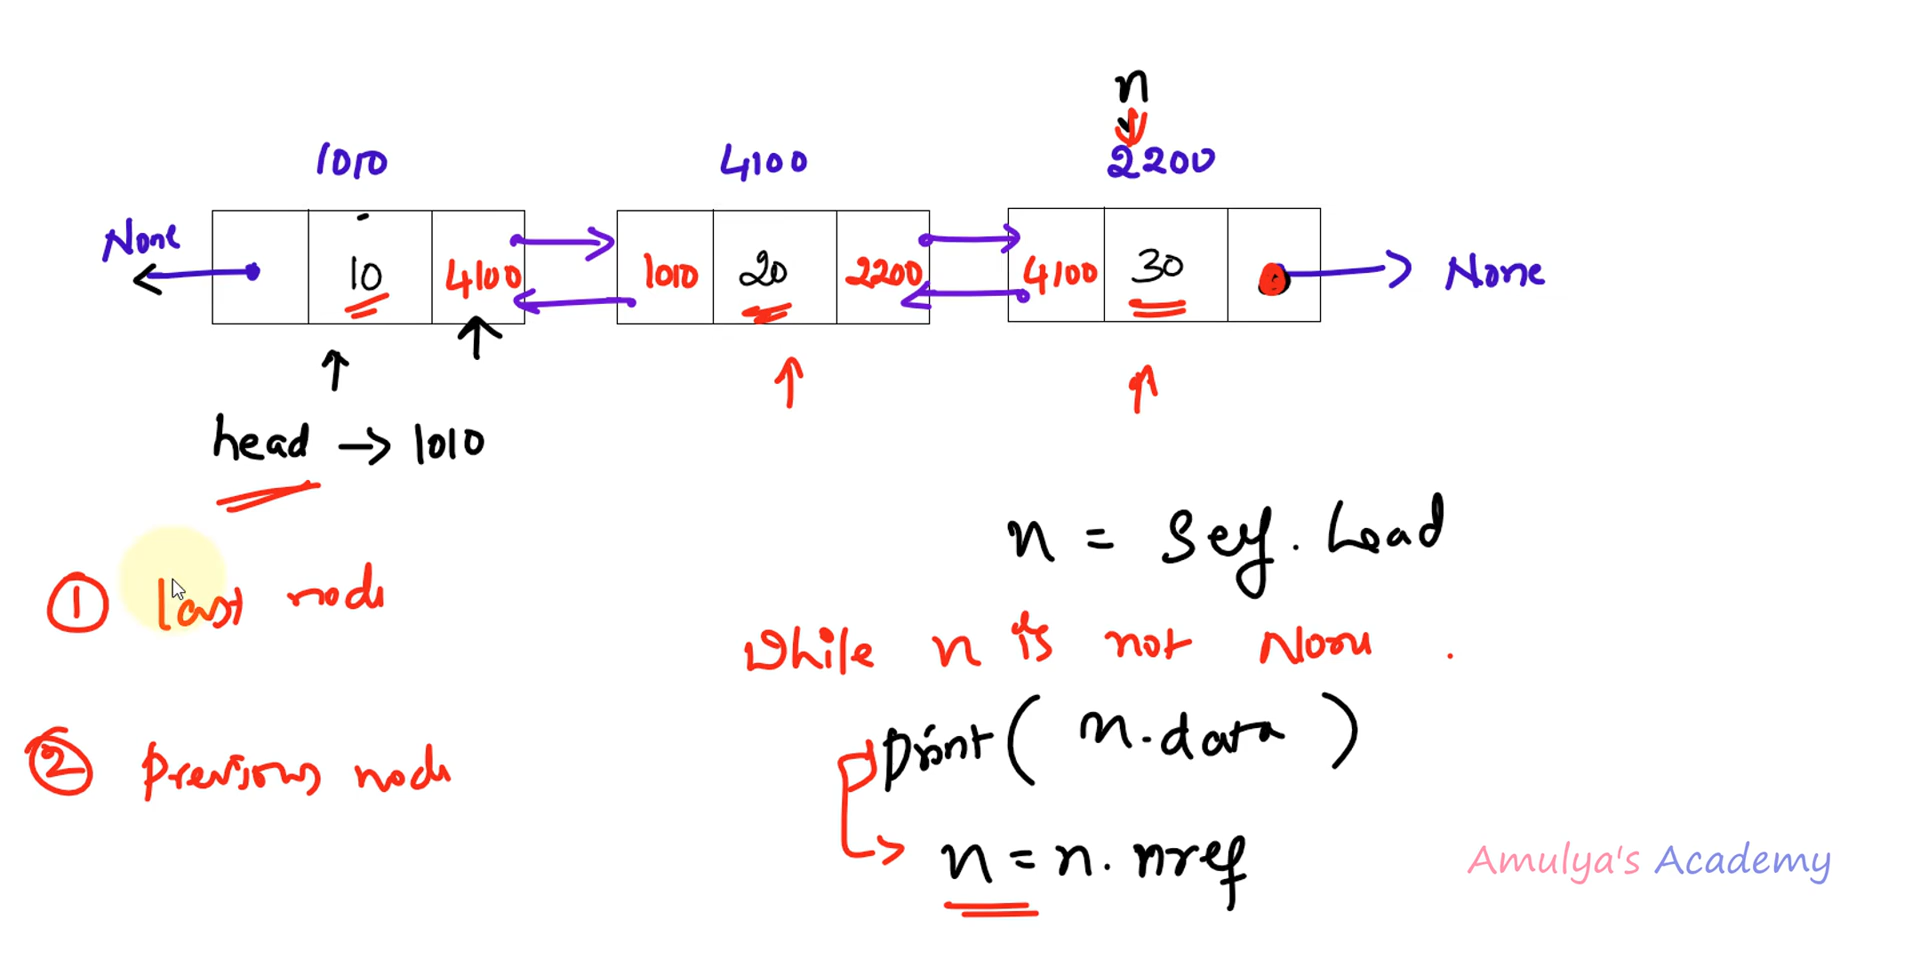 n
1010 4100 2200
None 10 4100 1010 20 2200 4100 30 None
head → 1010
n = self.head
① last node
while n is not None .
print( n.data )
② previous node
n = n.nref
Amulya's Academy